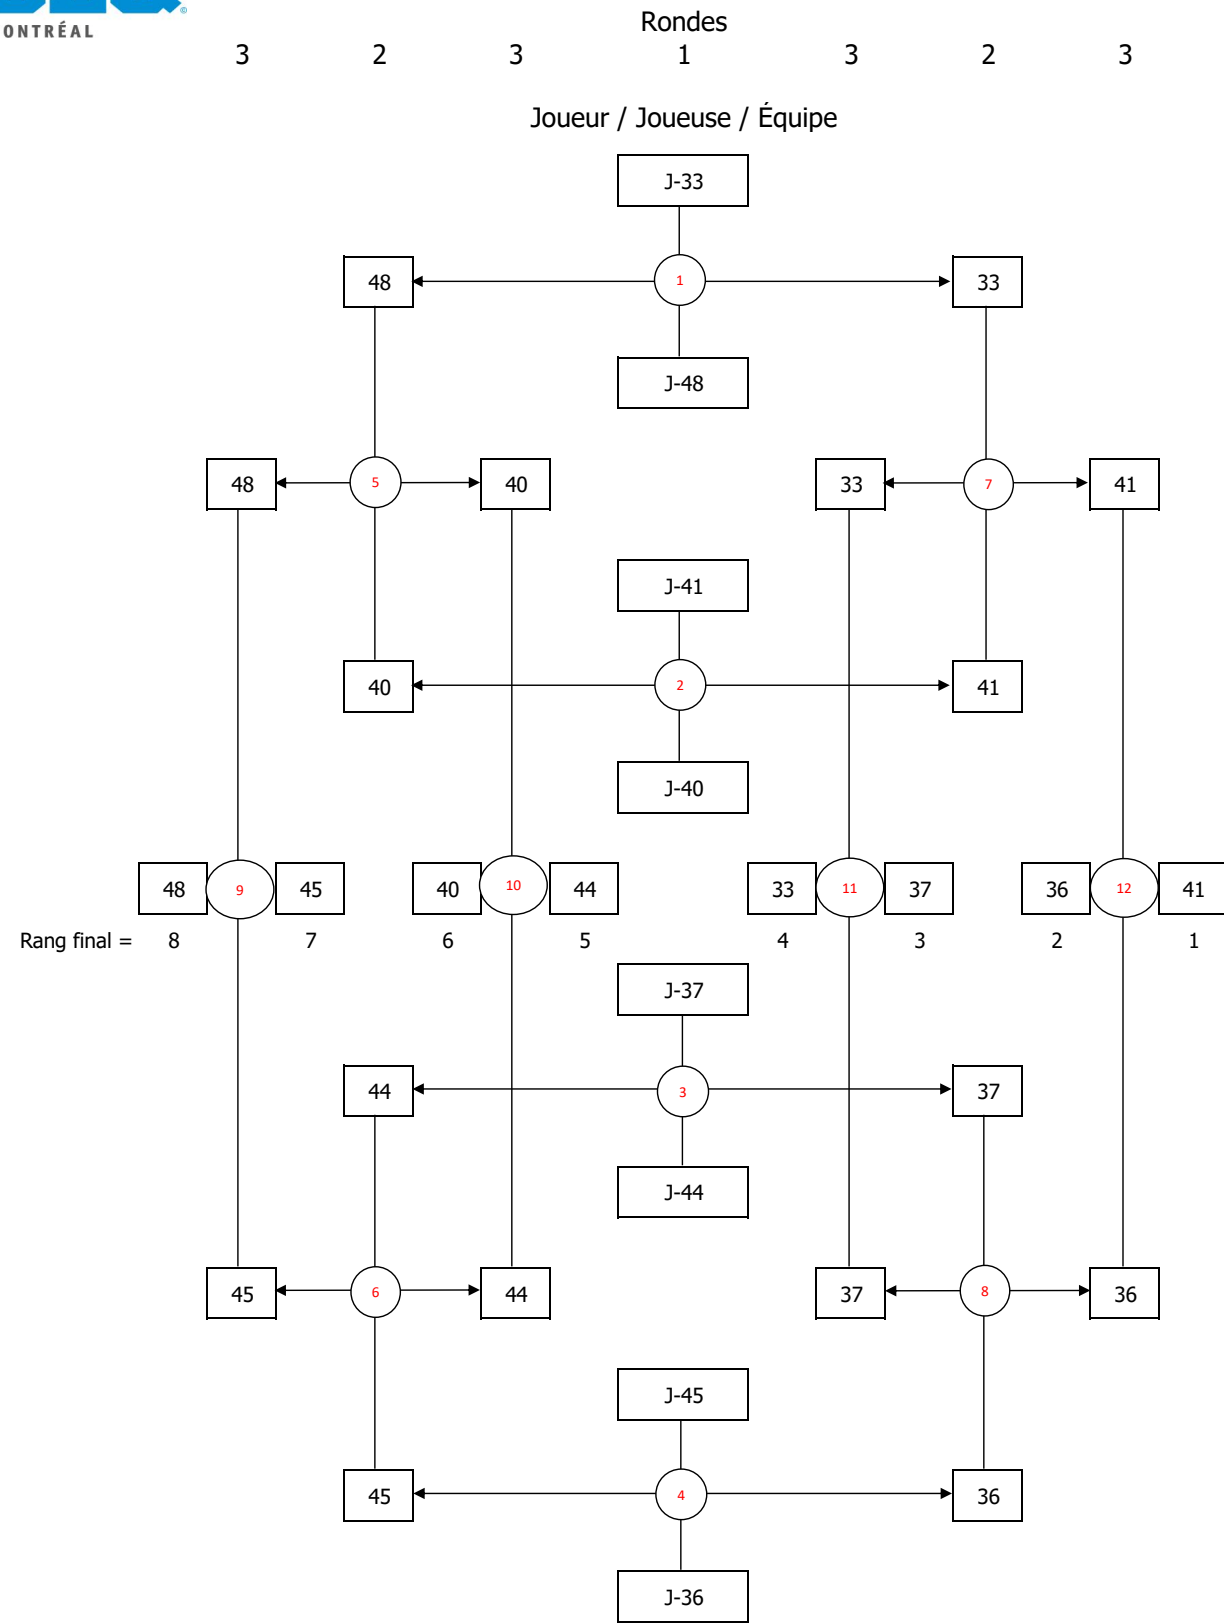 ONTRÉAL
©
Rondes
3 2 3 1 3 2 3
Joueur / Joueuse / Équipe
J-33
48 1 33
J-48
48 5 40 33 7 41
J-41
40 2 41
J-40
48 9 45 40 10 44 33 11 37 36 12 41
Rang final = 8 7 6 5 4 3 2 1
J-37
44 3 37
J-44
45 6 44 37 8 36
J-45
45 4 36
J-36